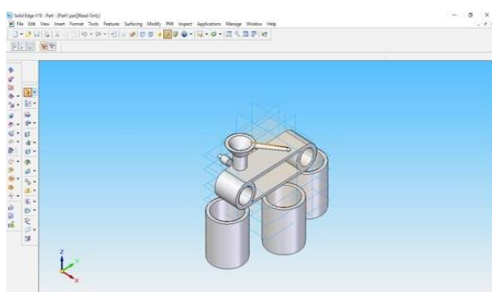 Solid Edge V19 - Part - [Part1.par][Read Only]
File Edit View Insert Format Tools Features Surfacing Modify PMI Inspect Applications Manage Window Help
Z
Y
X